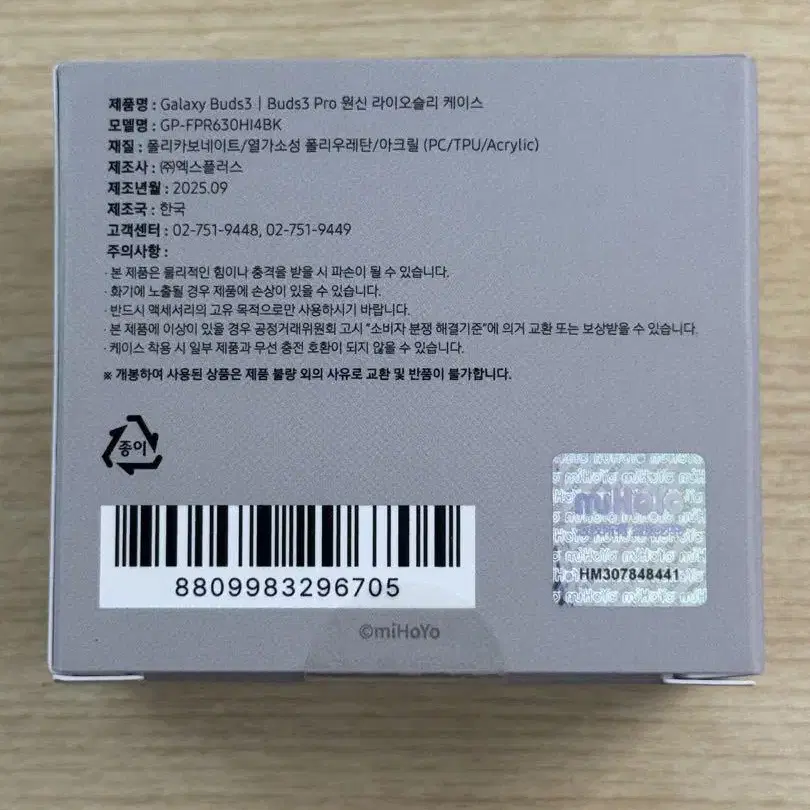 제품명 : Galaxy Buds3 | Buds3 Pro 원신 라이오슬리 케이스
모델명 : GP-FPR630HI4BK
재질 : 폴리카보네이트/열가소성 폴리우레탄/아크릴 (PC/TPU/Acrylic)
제조사 : ㈜엑스플러스
제조년월 : 2025.09
제조국 : 한국
고객센터 : 02-751-9448, 02-751-9449
주의사항 :
· 본 제품은 물리적인 힘이나 충격을 받을 시 파손이 될 수 있습니다.
· 화기에 노출될 경우 제품에 손상이 있을 수 있습니다.
· 반드시 액세서리의 고유 목적으로만 사용하시기 바랍니다.
· 본 제품에 이상이 있을 경우 공정거래위원회 고시 "소비자 분쟁 해결기준"에 의거 교환 또는 보상받을 수 있습니다.
· 케이스 착용 시 일부 제품과 무선 충전 호환이 되지 않을 수 있습니다.
※ 개봉하여 사용된 상품은 제품 불량 외의 사유로 교환 및 반품이 불가합니다.
종이
miHoYo
HM307848441
8809983296705
©miHoYo